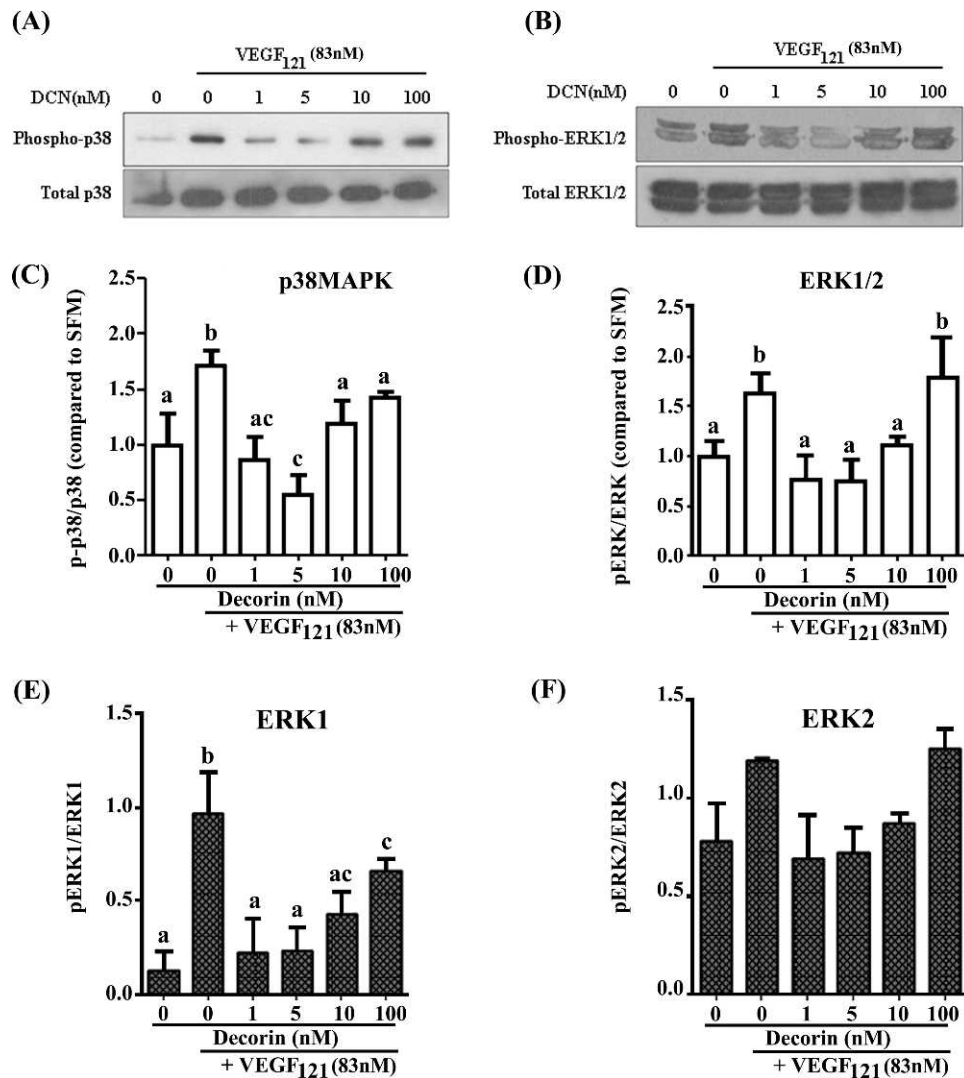 (A)
VEGF121 (83nM)
DCN(nM) 0 0 1 5 10 100
Phospho-p38
Total p38
(B)
VEGF121 (83nM)
DCN(nM) 0 0 1 5 10 100
Phospho-ERK1/2
Total ERK1/2
(C)
p38MAPK
p-p38/p38 (compared to SFM)
2.5
2.0
1.5
1.0
0.5
0.0
a b ac c a a
0 0 1 5 10 100
Decorin (nM)
+ VEGF121 (83nM)
(D)
ERK1/2
pERK/ERK (compared to SFM)
2.5
2.0
1.5
1.0
0.5
0.0
a b a a a b
0 0 1 5 10 100
Decorin (nM)
+ VEGF121 (83nM)
(E)
ERK1
pERK1/ERK1
1.5
1.0
0.5
0.0
a b a a ac c
0 0 1 5 10 100
Decorin (nM)
+ VEGF121 (83nM)
(F)
ERK2
pERK2/ERK2
1.5
1.0
0.5
0.0
0 0 1 5 10 100
Decorin (nM)
+ VEGF121 (83nM)